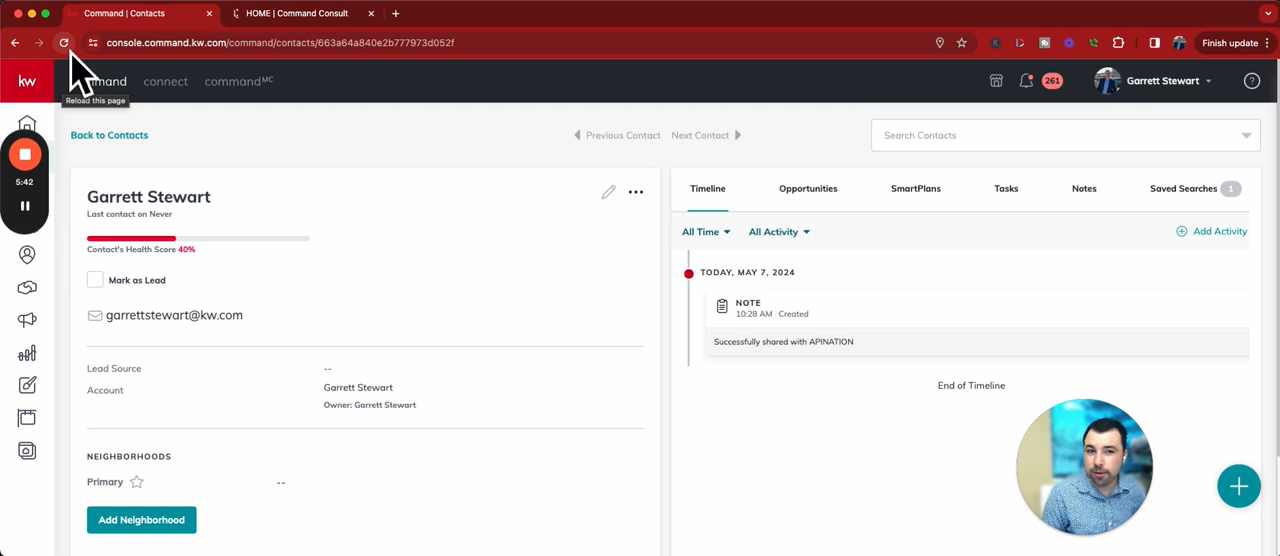 Command | Contacts
HOME | Command Consult
console.command.kw.com/command/contacts/663a64a840e2b777973d052f
Finish update
kw
mmand
connect
commandMC
261
Garrett Stewart
Reload this page
5:42
Back to Contacts
Previous Contact
Next Contact
Search Contacts
Garrett Stewart
Last contact on Never
Contact's Health Score 40%
Mark as Lead
garrettstewart@kw.com
Lead Source
--
Account
Garrett Stewart
Owner: Garrett Stewart
NEIGHBORHOODS
Primary
--
Add Neighborhood
Timeline
Opportunities
SmartPlans
Tasks
Notes
Saved Searches 1
All Time
All Activity
Add Activity
TODAY, MAY 7, 2024
NOTE
10:28 AM Created
Successfully shared with APINATION
End of Timeline